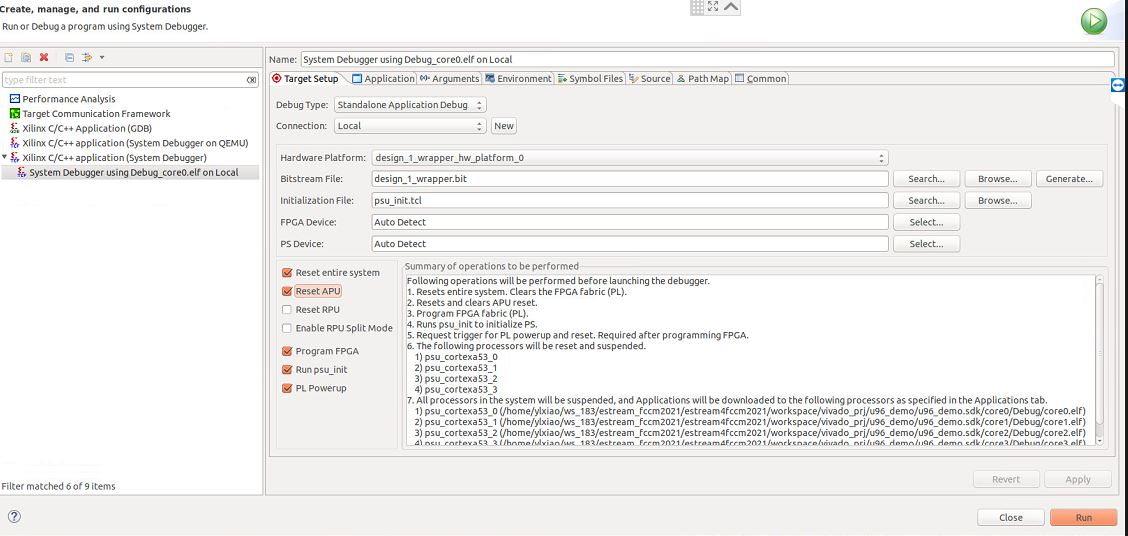 Create, manage, and run configurations
Run or Debug a program using System Debugger.
type filter text
Performance Analysis
Target Communication Framework
Xilinx C/C++ Application (GDB)
Xilinx C/C++ application (System Debugger on QEMU)
Xilinx C/C++ application (System Debugger)
System Debugger using Debug_core0.elf on Local
Filter matched 6 of 9 items
Name: System Debugger using Debug_core0.elf on Local
Target Setup Application Arguments Environment Symbol Files Source Path Map Common
Debug Type: Standalone Application Debug
Connection: Local New
Hardware Platform: design_1_wrapper_hw_platform_0
Bitstream File: design_1_wrapper.bit Search... Browse... Generate...
Initialization File: psu_init.tcl Search... Browse...
FPGA Device: Auto Detect Select...
PS Device: Auto Detect Select...
Reset entire system
Reset APU
Reset RPU
Enable RPU Split Mode
Program FPGA
Run psu_init
PL Powerup
Summary of operations to be performed
Following operations will be performed before launching the debugger.
1. Resets entire system. Clears the FPGA fabric (PL).
2. Resets and clears APU reset.
3. Program FPGA fabric (PL).
4. Runs psu_init to initialize PS.
5. Request trigger for PL powerup and reset. Required after programming FPGA.
6. The following processors will be reset and suspended.
1) psu_cortexa53_0
2) psu_cortexa53_1
3) psu_cortexa53_2
4) psu_cortexa53_3
7. All processors in the system will be suspended, and Applications will be downloaded to the following processors as specified in the Applications tab.
1) psu_cortexa53_0 (/home/ylxiao/ws_183/estream_fccm2021/estream4fccm2021/workspace/vivado_prj/u96_demo/u96_demo.sdk/core0/Debug/core0.elf)
2) psu_cortexa53_1 (/home/ylxiao/ws_183/estream_fccm2021/estream4fccm2021/workspace/vivado_prj/u96_demo/u96_demo.sdk/core1/Debug/core1.elf)
3) psu_cortexa53_2 (/home/ylxiao/ws_183/estream_fccm2021/estream4fccm2021/workspace/vivado_prj/u96_demo/u96_demo.sdk/core2/Debug/core2.elf)
4) psu_cortexa53_3 (/home/ylxiao/ws_183/estream_fccm2021/estream4fccm2021/workspace/vivado_prj/u96_demo/u96_demo.sdk/core3/Debug/core3.elf)
Revert Apply
Close Run